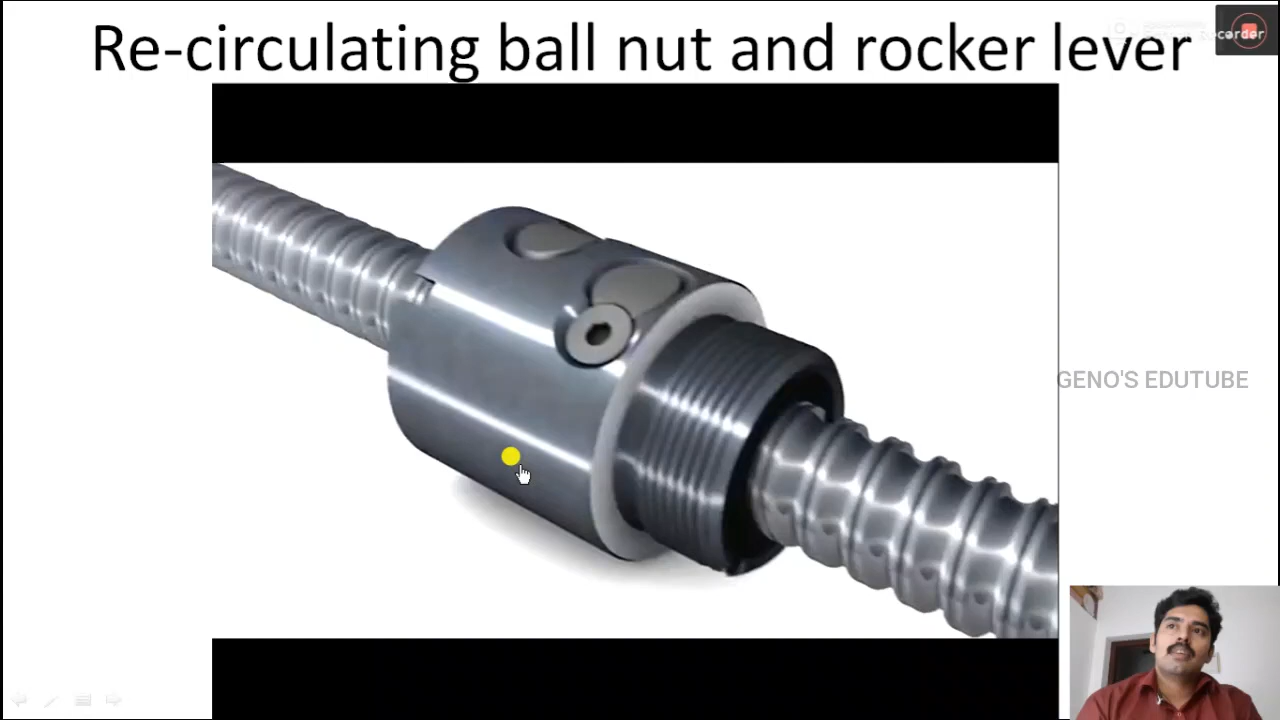 Re-circulating ball nut and rocker lever
GENO'S EDUTUBE